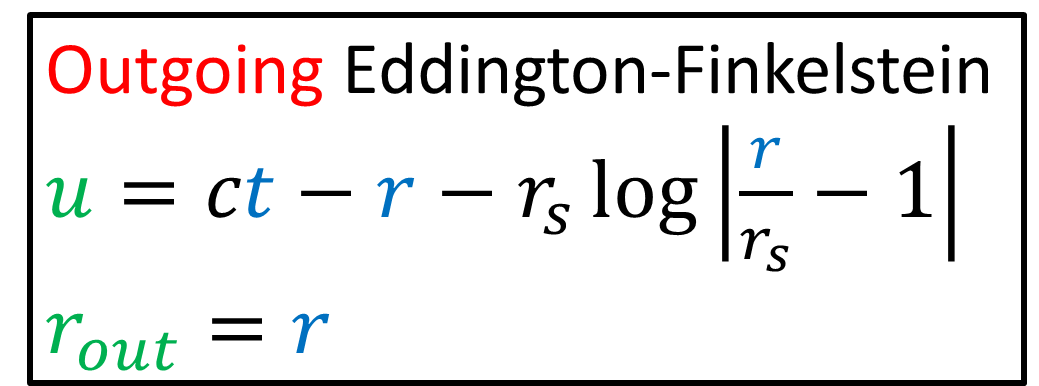 Outgoing Eddington-Finkelstein
u = ct − r − r_s log |r/r_s − 1|
r_out = r